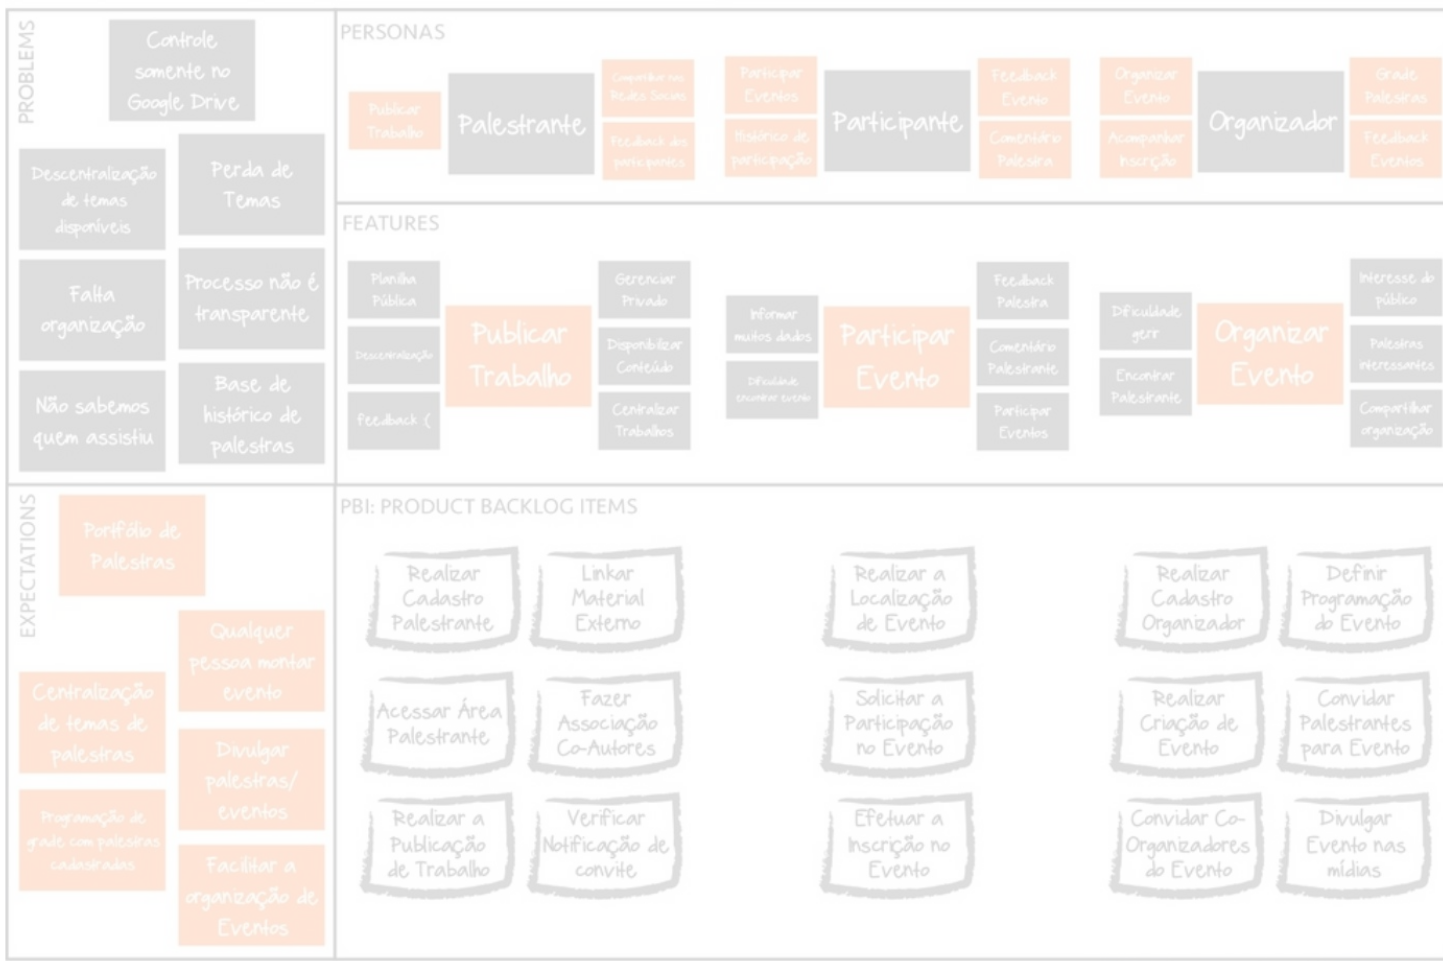 PROBLEMS
Controle
somente no
Google Drive
Descentralização
de temas
disponíveis
Perda de
Temas
Falta
organização
Processo não é
transparente
Não sabemos
quem assistiu
Base de
histórico de
palestras
EXPECTATIONS
Portfólio de
Palestras
Qualquer
pessoa montar
evento
Centralização
de temas de
palestras
Divulgar
palestras/
eventos
Programação de
grade com palestras
cadastradas
Facilitar a
organização de
Eventos
PERSONAS
Publicar
Trabalho
Palestrante
Compartilhar nas
Redes Sociais
Feedback dos
participantes
Participar
Eventos
Histórico de
participação
Participante
Feedback
Evento
Comentário
Palestra
Organizar
Evento
Acompanhar
Inscrição
Organizador
Grade
Palestras
Feedback
Eventos
FEATURES
Planilha
Pública
Descentralização
feedback (
Publicar
Trabalho
Gerenciar
Privado
Disponibilizar
Conteúdo
Centralizar
Trabalhos
Informar
muitos dados
Dificuldade
encontrar evento
Participar
Evento
Feedback
Palestra
Comentário
Palestrante
Participar
Eventos
Dificuldade
gerir
Encontrar
Palestrante
Organizar
Evento
Interesse do
público
Palestras
interessantes
Compartilhar
organização
PBI: PRODUCT BACKLOG ITEMS
Realizar
Cadastro
Palestrante
Linkar
Material
Externo
Realizar a
Localização
de Evento
Realizar
Cadastro
Organizador
Definir
Programação
do Evento
Acessar Área
Palestrante
Fazer
Associação
Co-Autores
Solicitar a
Participação
no Evento
Realizar
Criação de
Evento
Convidar
Palestrantes
para Evento
Realizar a
Publicação
de Trabalho
Verificar
Notificação de
convite
Efetuar a
Inscrição no
Evento
Convidar Co-
Organizadores
do Evento
Divulgar
Evento nas
mídias